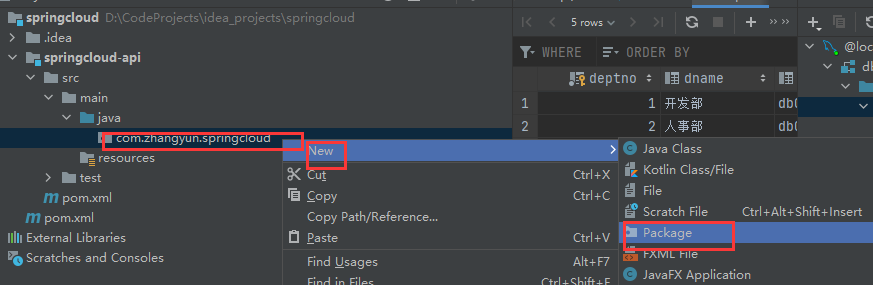 springcloud D:\CodeProjects\idea_projects\springcloud
.idea
springcloud-api
src
main
java
com.zhangyun.springcloud
resources
test
pom.xml
pom.xml
External Libraries
Scratches and Consoles
New
Cut Ctrl+X
Copy Ctrl+C
Copy Path/Reference...
Paste Ctrl+V
Find Usages Alt+F7
Find in Files Ctrl+Shift+F
5 rows
WHERE ORDER BY
deptno dname
1 1 开发部 db0
2 2 人事部 db0
Java Class
Kotlin Class/File
File
Scratch File Ctrl+Alt+Shift+Insert
Package
FXML File
JavaFX Application
@loc
db